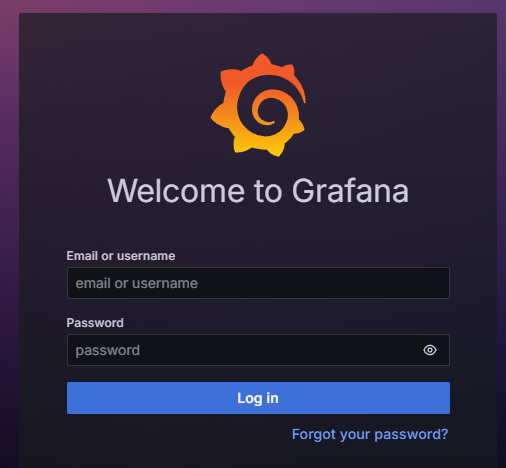 Welcome to Grafana
Email or username
email or username
Password
password
Log in
Forgot your password?